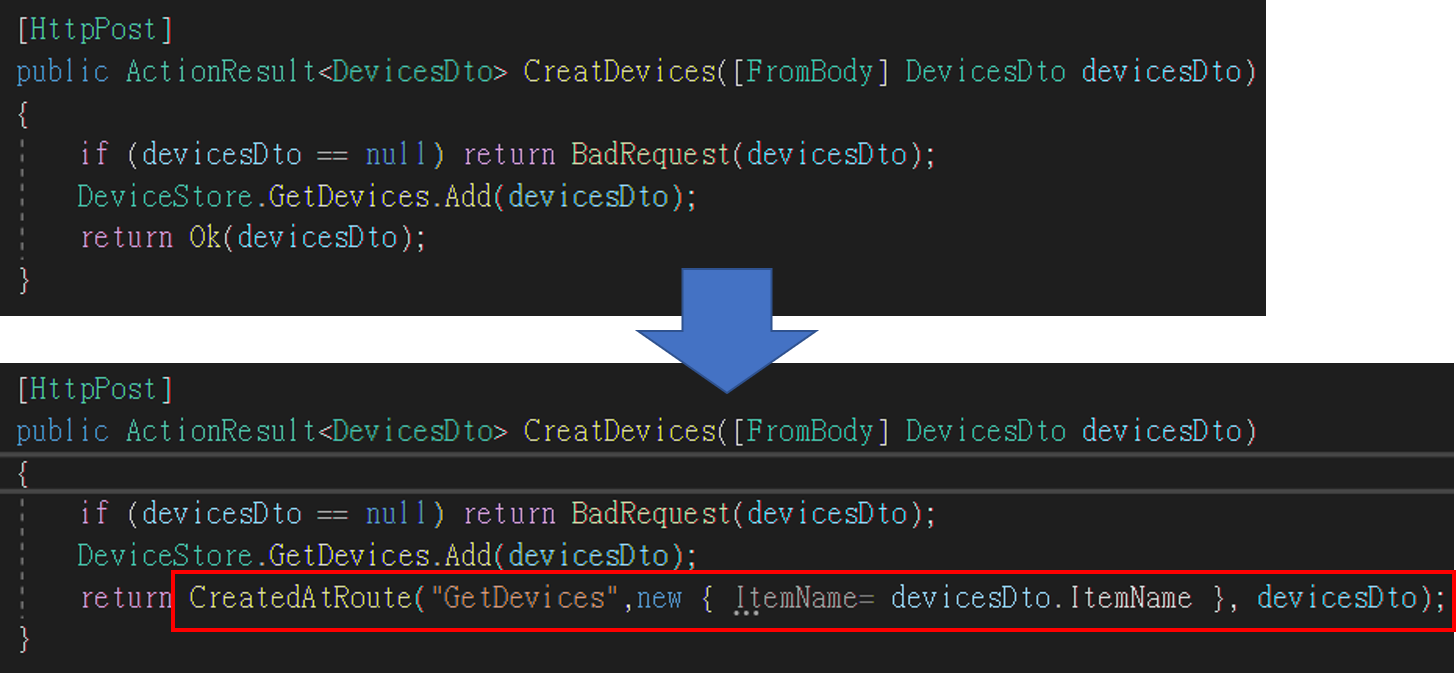 [HttpPost]
public ActionResult<DevicesDto> CreatDevices([FromBody] DevicesDto devicesDto)
{
if (devicesDto == null) return BadRequest(devicesDto);
DeviceStore.GetDevices.Add(devicesDto);
return Ok(devicesDto);
}
[HttpPost]
public ActionResult<DevicesDto> CreatDevices([FromBody] DevicesDto devicesDto)
{
if (devicesDto == null) return BadRequest(devicesDto);
DeviceStore.GetDevices.Add(devicesDto);
return CreatedAtRoute("GetDevices",new { ItemName= devicesDto.ItemName }, devicesDto);
}